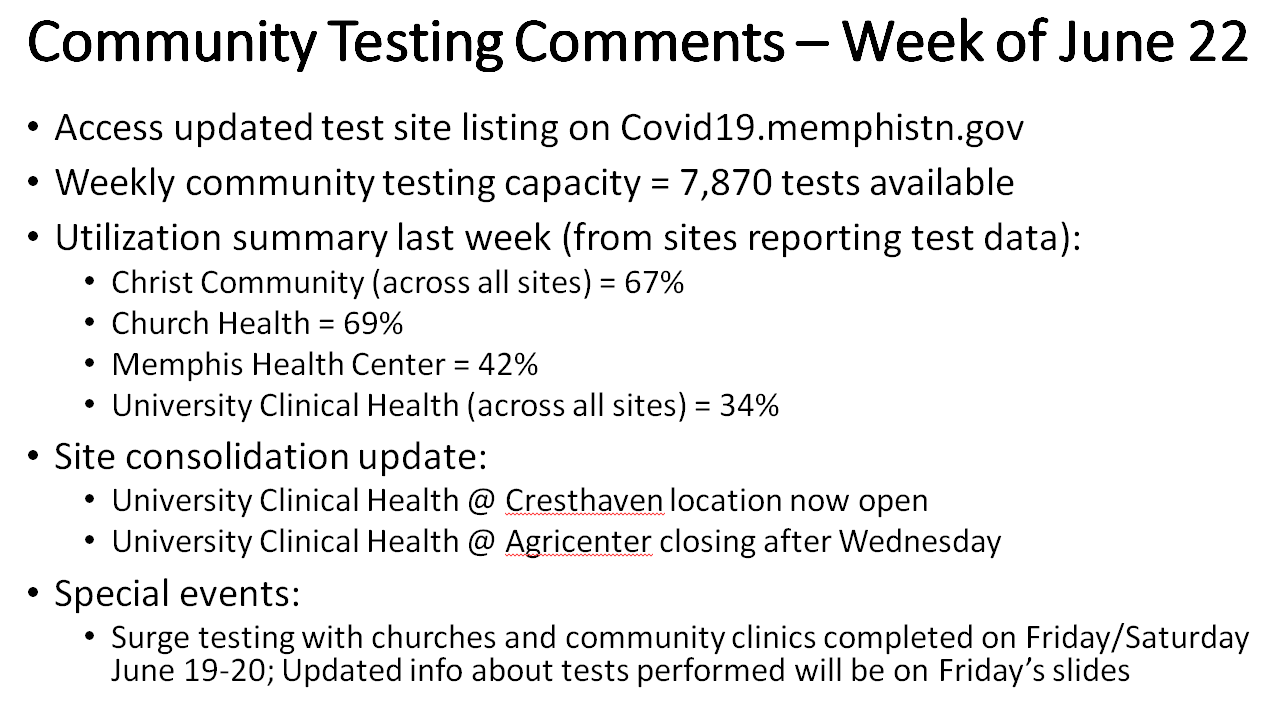 Community Testing Comments – Week of June 22
• Access updated test site listing on Covid19.memphistn.gov
• Weekly community testing capacity = 7,870 tests available
• Utilization summary last week (from sites reporting test data):
• Christ Community (across all sites) = 67%
• Church Health = 69%
• Memphis Health Center = 42%
• University Clinical Health (across all sites) = 34%
• Site consolidation update:
• University Clinical Health @ Cresthaven location now open
• University Clinical Health @ Agricenter closing after Wednesday
• Special events:
• Surge testing with churches and community clinics completed on Friday/Saturday
June 19-20; Updated info about tests performed will be on Friday’s slides